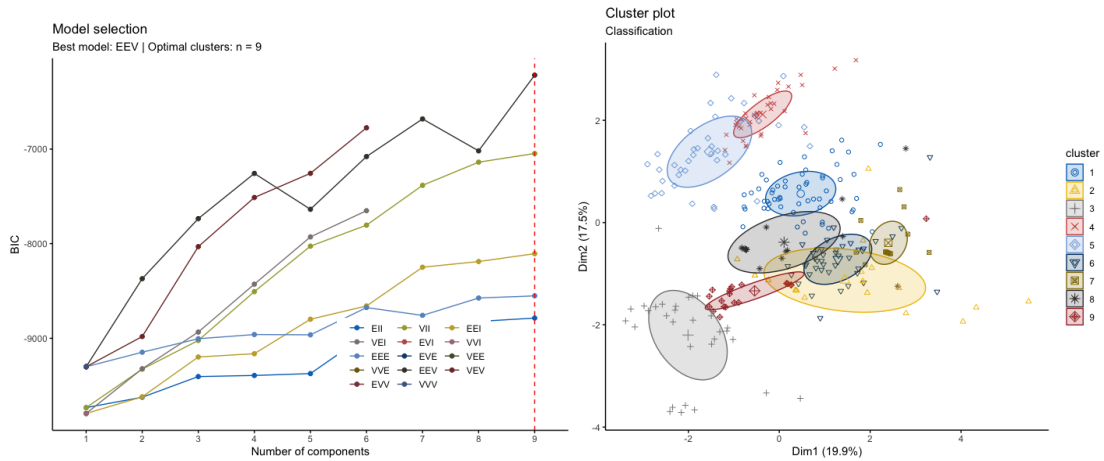 Model selection
Best model: EEV | Optimal clusters: n = 9
BIC
-7000
-8000
-9000
EII VII EEI
VEI EVI VVI
EEE EVE VEE
VVE EEV VEV
EVV VVV
1 2 3 4 5 6 7 8 9
Number of components
Cluster plot
Classification
Dim2 (17.5%)
2
0
-2
-4
-2 0 2 4
Dim1 (19.9%)
cluster
1
2
3
4
5
6
7
8
9